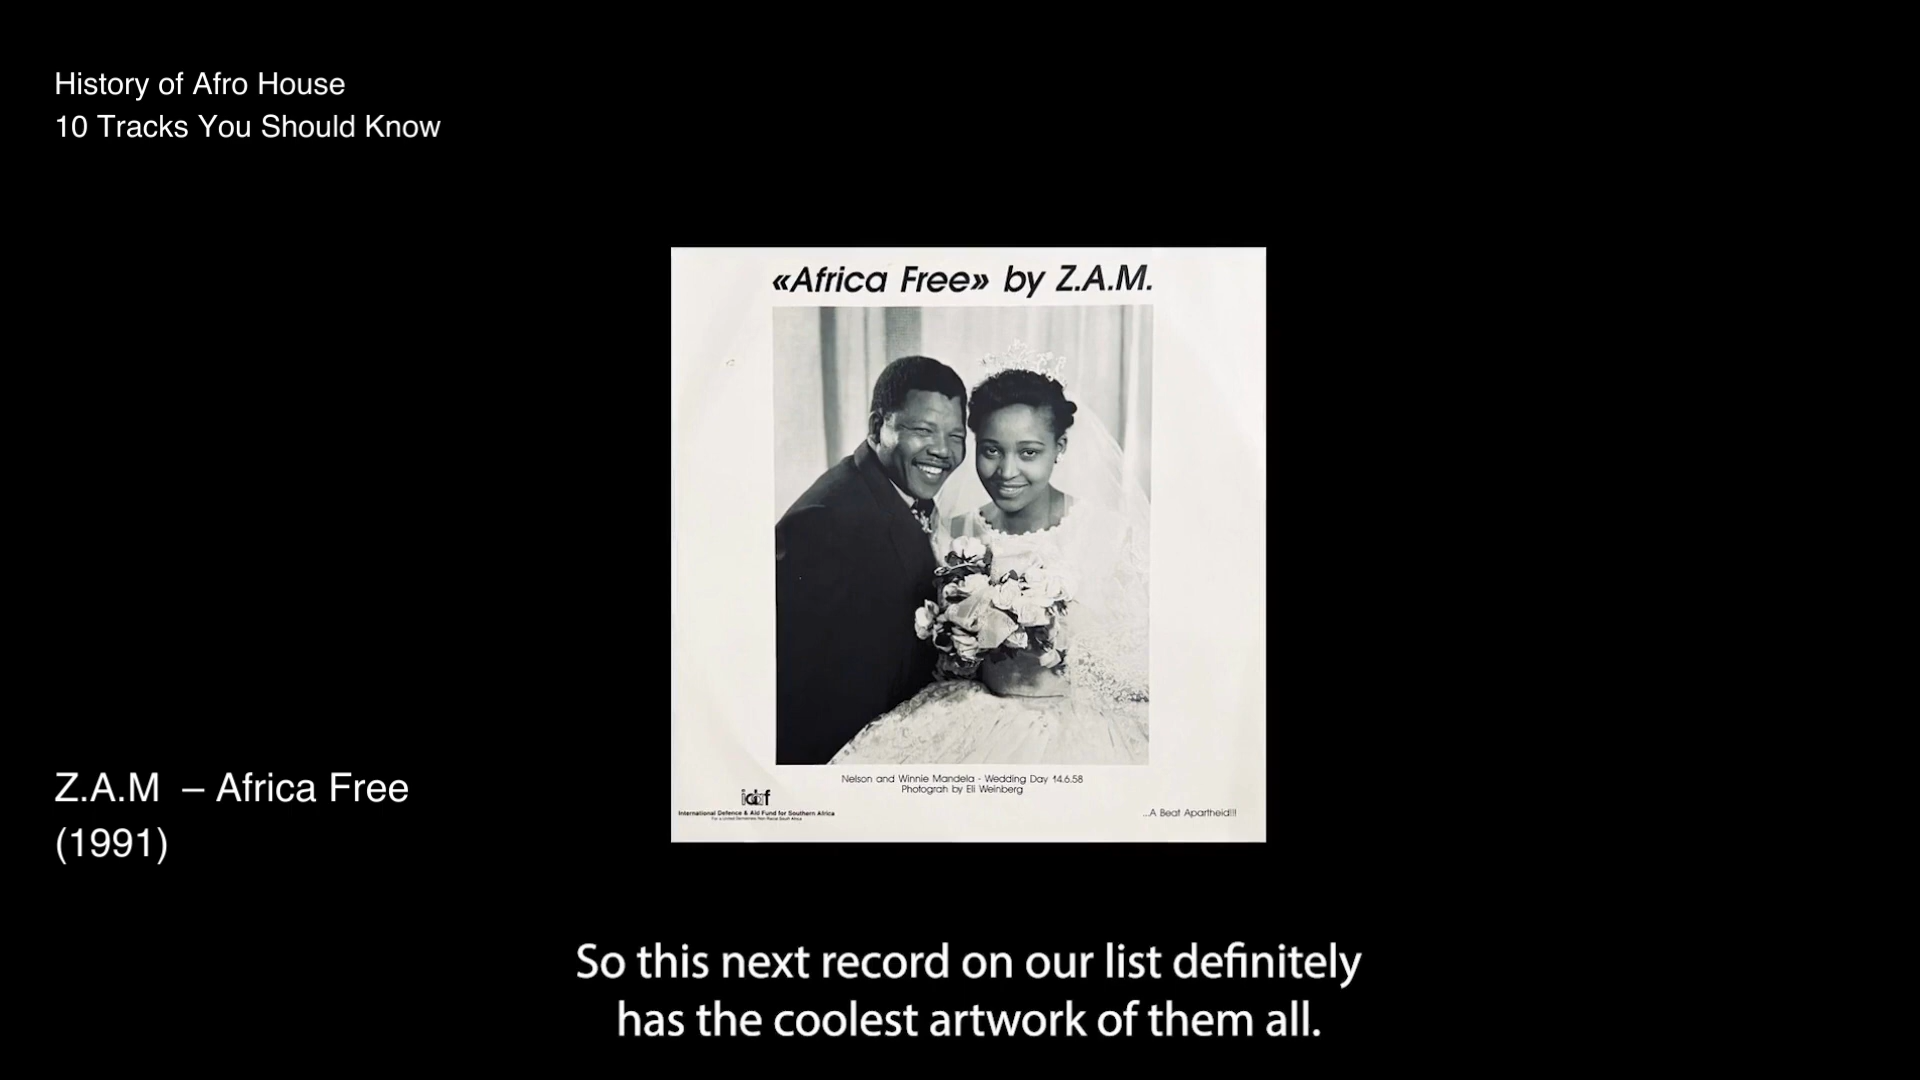 History of Afro House
10 Tracks You Should Know
«Africa Free» by Z.A.M.
Nelson and Winnie Mandela - Wedding Day 14.6.58
Photograh by Eli Weinberg
idaf
International Defence & Aid Fund for Southern Africa
...A Beat Apartheid!!!
Z.A.M – Africa Free
(1991)
So this next record on our list definitely
has the coolest artwork of them all.